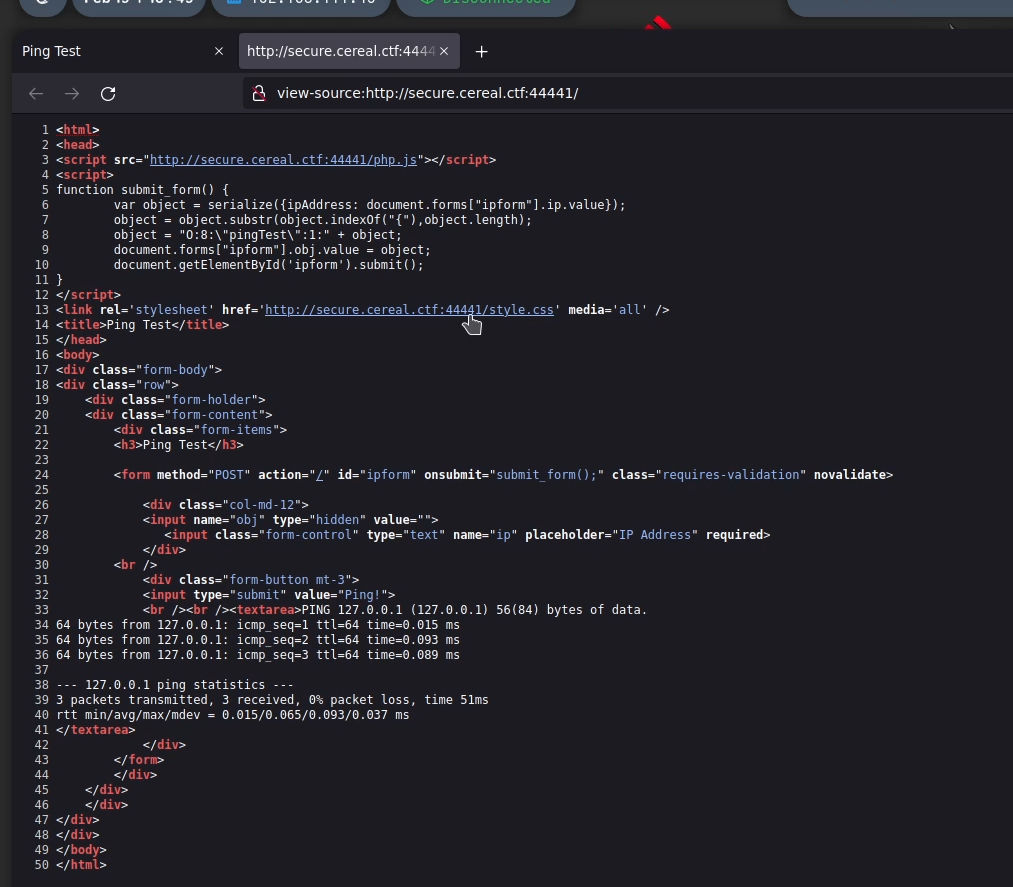 Ping Test
http://secure.cereal.ctf:4444
view-source:http://secure.cereal.ctf:44441/
1 <html>
2 <head>
3 <script src="http://secure.cereal.ctf:44441/php.js"></script>
4 <script>
5 function submit_form() {
6 var object = serialize({ipAddress: document.forms["ipform"].ip.value});
7 object = object.substr(object.indexOf("{"),object.length);
8 object = "O:8:\"pingTest\":1:" + object;
9 document.forms["ipform"].obj.value = object;
10 document.getElementById('ipform').submit();
11 }
12 </script>
13 <link rel='stylesheet' href='http://secure.cereal.ctf:44441/style.css' media='all' />
14 <title>Ping Test</title>
15 </head>
16 <body>
17 <div class="form-body">
18 <div class="row">
19 <div class="form-holder">
20 <div class="form-content">
21 <div class="form-items">
22 <h3>Ping Test</h3>
23
24 <form method="POST" action="/" id="ipform" onsubmit="submit_form();" class="requires-validation" novalidate>
25
26 <div class="col-md-12">
27 <input name="obj" type="hidden" value="">
28 <input class="form-control" type="text" name="ip" placeholder="IP Address" required>
29 </div>
30 <br />
31 <div class="form-button mt-3">
32 <input type="submit" value="Ping!">
33 <br /><br /><textarea>PING 127.0.0.1 (127.0.0.1) 56(84) bytes of data.
34 64 bytes from 127.0.0.1: icmp_seq=1 ttl=64 time=0.015 ms
35 64 bytes from 127.0.0.1: icmp_seq=2 ttl=64 time=0.093 ms
36 64 bytes from 127.0.0.1: icmp_seq=3 ttl=64 time=0.089 ms
37
38 --- 127.0.0.1 ping statistics ---
39 3 packets transmitted, 3 received, 0% packet loss, time 51ms
40 rtt min/avg/max/mdev = 0.015/0.065/0.093/0.037 ms
41 </textarea>
42 </div>
43 </form>
44 </div>
45 </div>
46 </div>
47 </div>
48 </div>
49 </body>
50 </html>